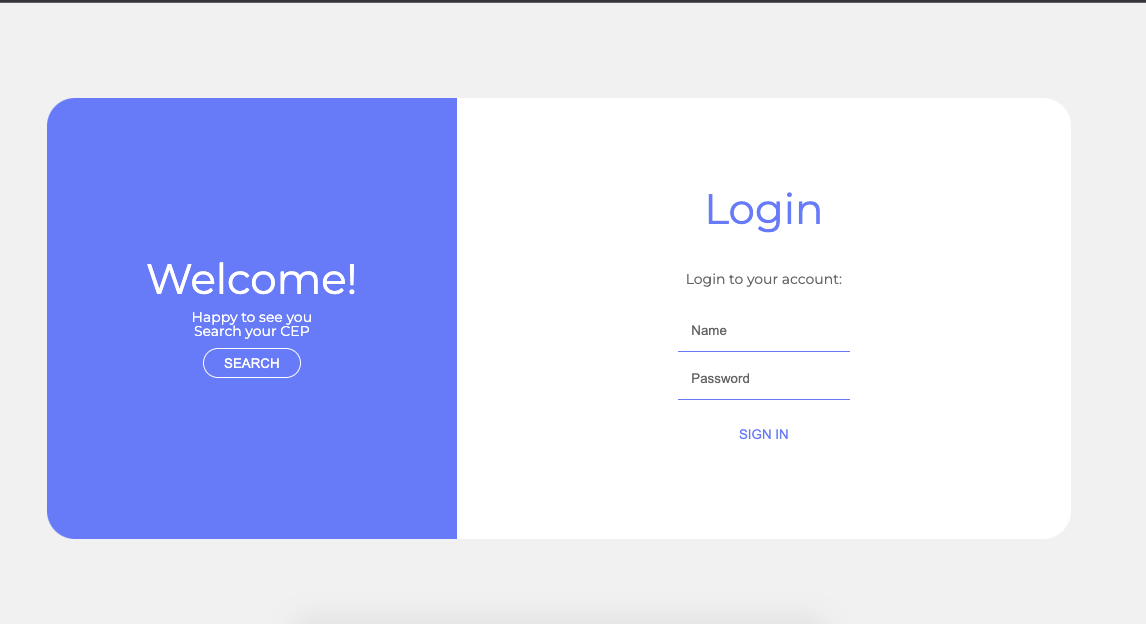 Welcome!
Happy to see you
Search your CEP
SEARCH
Login
Login to your account:
Name
Password
SIGN IN